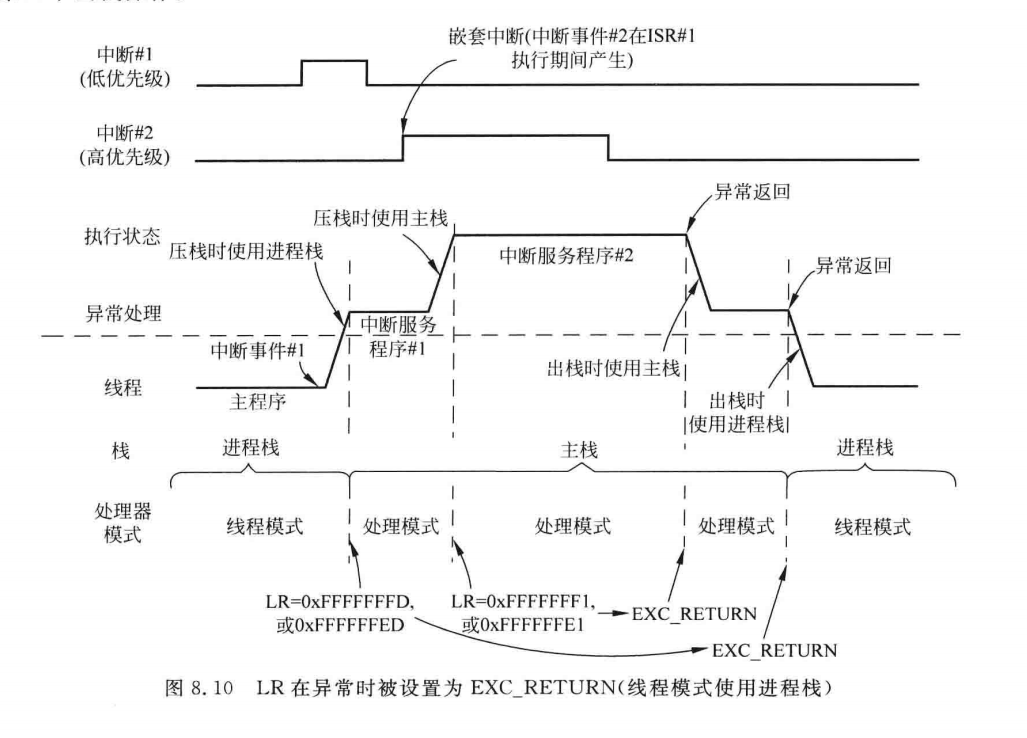 嵌套中断(中断事件#2在ISR#1
执行期间产生)
中断#1
(低优先级)
中断#2
(高优先级)
异常返回
压栈时使用主栈
执行状态
压栈时使用进程栈
中断服务程序#2
异常返回
异常处理
中断服务
程序#1
中断事件#1
出栈时使用主栈
线程
主程序
出栈时
使用进程栈
栈
进程栈
主栈
进程栈
处理器
模式
线程模式
处理模式
处理模式
处理模式
线程模式
LR=0xFFFFFFFD,
或0xFFFFFFED
LR=0xFFFFFFF1,
或0xFFFFFFE1
EXC_RETURN
EXC_RETURN
图 8.10 LR 在异常时被设置为 EXC_RETURN(线程模式使用进程栈)